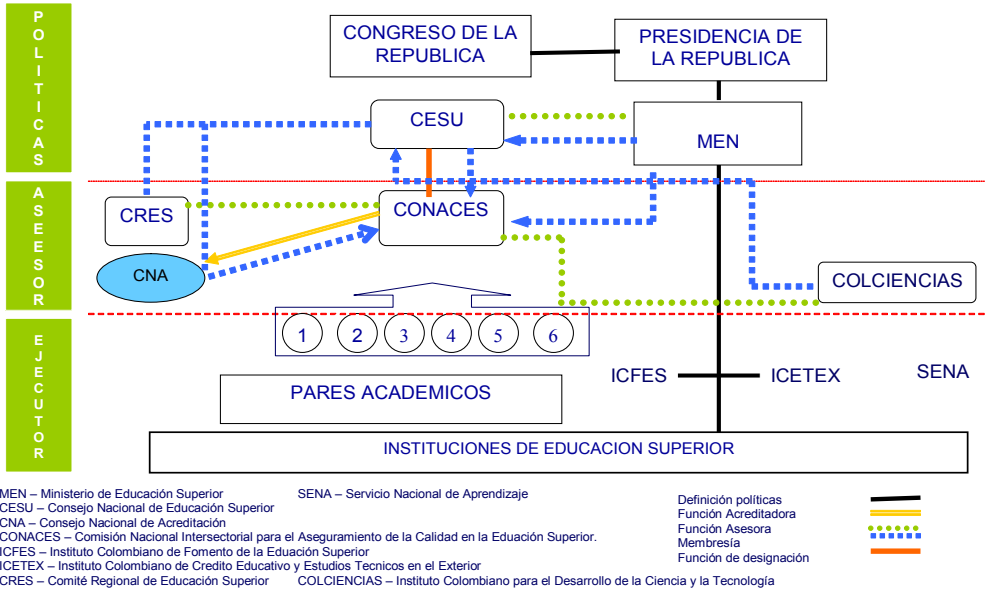 POLITICAS
CONGRESO DE LA
REPUBLICA
PRESIDENCIA DE
LA REPUBLICA
CESU
MEN
ASEESOR
CRES
CONACES
CNA
COLCIENCIAS
1 2 3 4 5 6
EJECUTOR
ICFES
ICETEX
SENA
PARES ACADEMICOS
INSTITUCIONES DE EDUCACION SUPERIOR
MEN – Ministerio de Educación Superior
SENA – Servicio Nacional de Aprendizaje
CESU – Consejo Nacional de Educación Superior
CNA – Consejo Nacional de Acreditación
CONACES – Comisión Nacional Intersectorial para el Aseguramiento de la Calidad en la Eduación Superior.
ICFES – Instituto Colombiano de Fomento de la Eduación Superior
ICETEX – Instituto Colombiano de Credito Educativo y Estudios Tecnicos en el Exterior
CRES – Comité Regional de Educación Superior
COLCIENCIAS – Instituto Colombiano para el Desarrollo de la Ciencia y la Tecnología
Definición políticas
Función Acreditadora
Función Asesora
Membresía
Función de designación